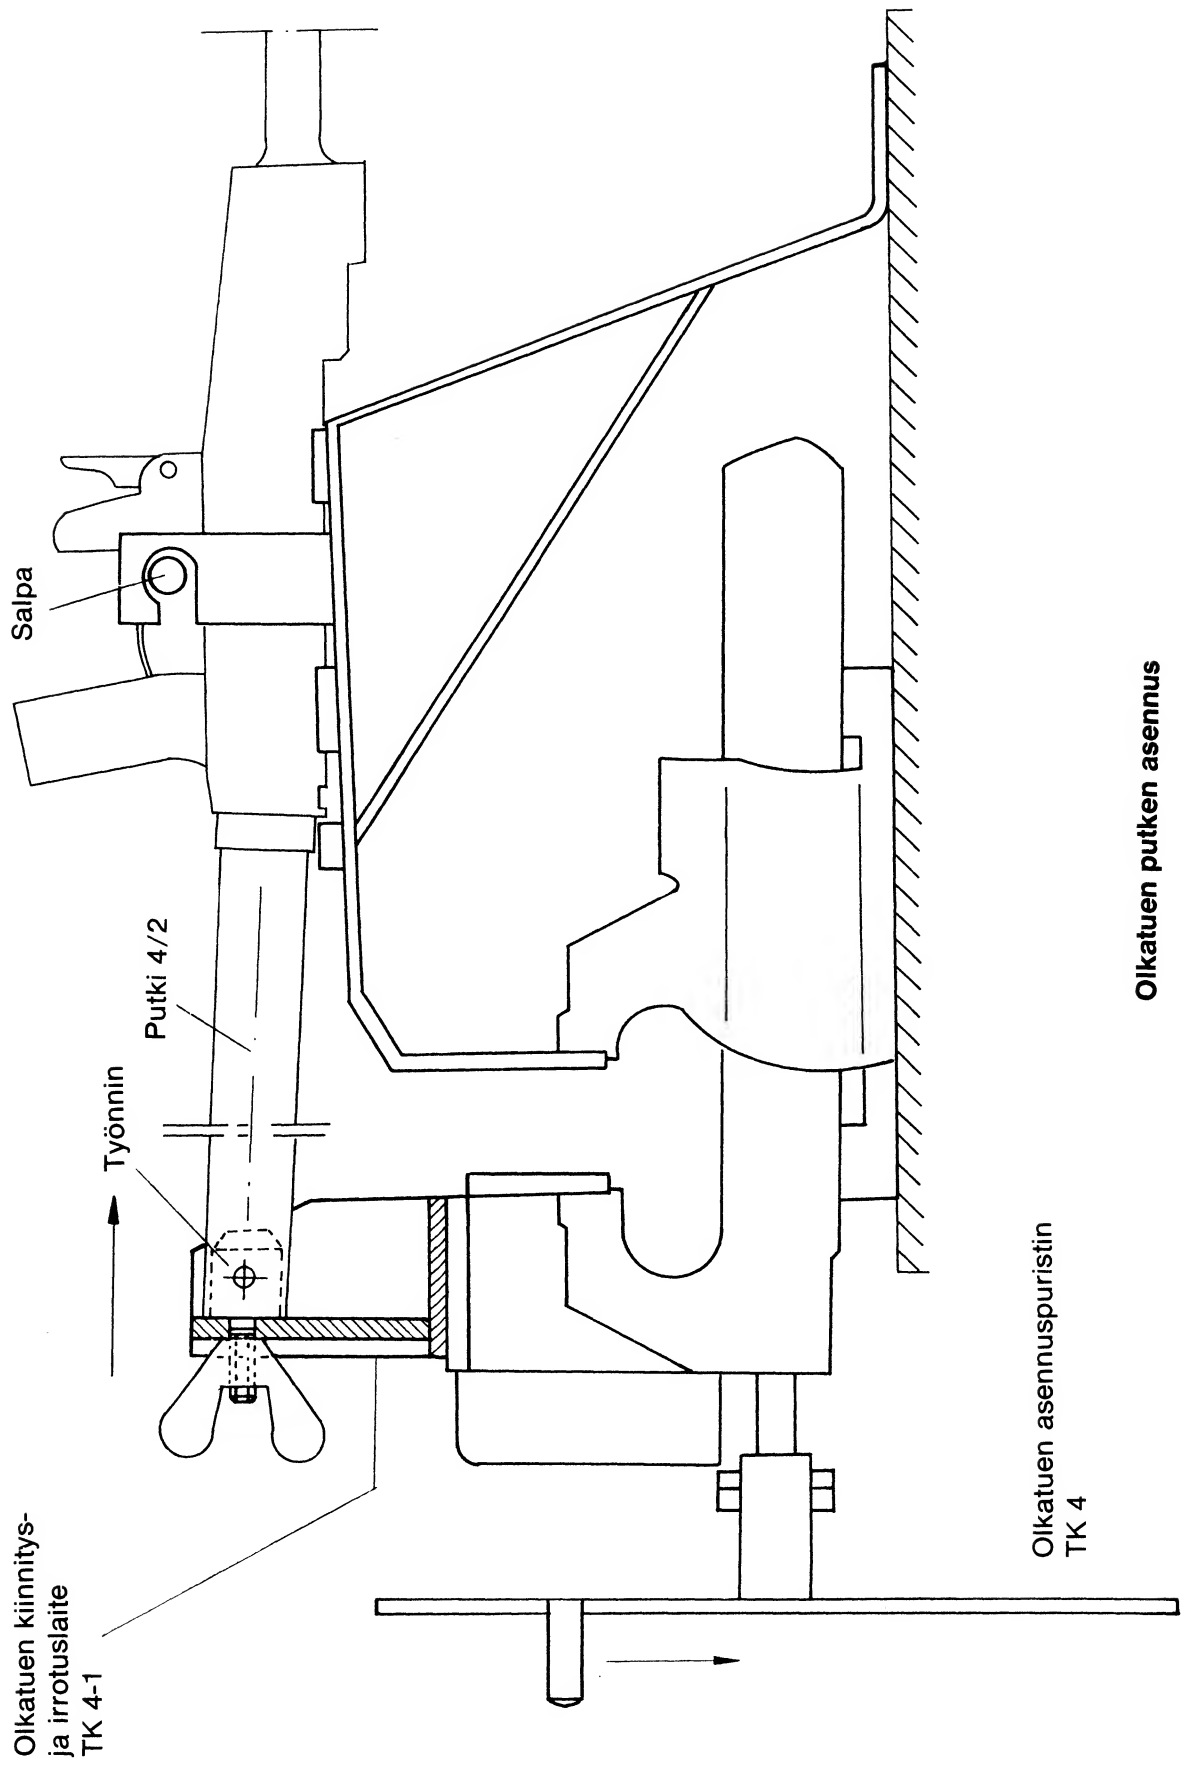 Olkatuen kiinnitys-
ja irrotuslaite
TK 4-1
Työnnin
Putki 4/2
Salpa
Olkatuen asennuspuristin
TK 4
Olkatuen putken asennus